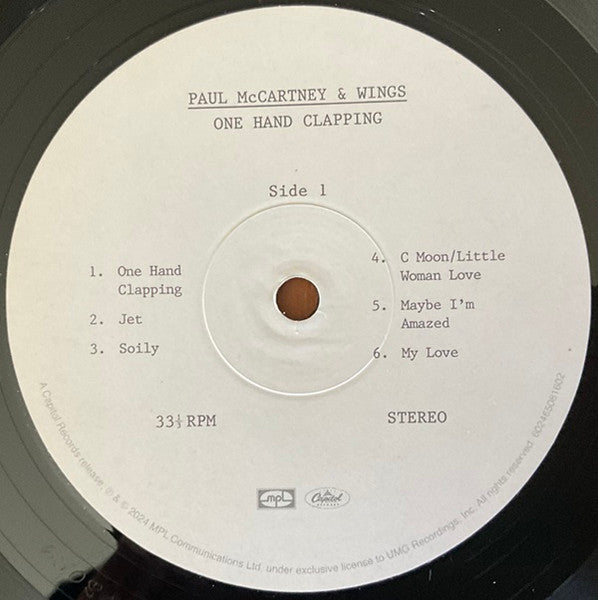 PAUL McCARTNEY & WINGS
ONE HAND CLAPPING
Side 1
1. One Hand
Clapping
2. Jet
3. Soily
4. C Moon/Little
Woman Love
5. Maybe I'm
Amazed
6. My Love
33⅓ RPM
STEREO
mpl
Capitol
RECORDS
A Capitol Records release, ℗ & © 2024 MPL Communications Ltd, under exclusive license to UMG Recordings, Inc. All rights reserved. 602465081602